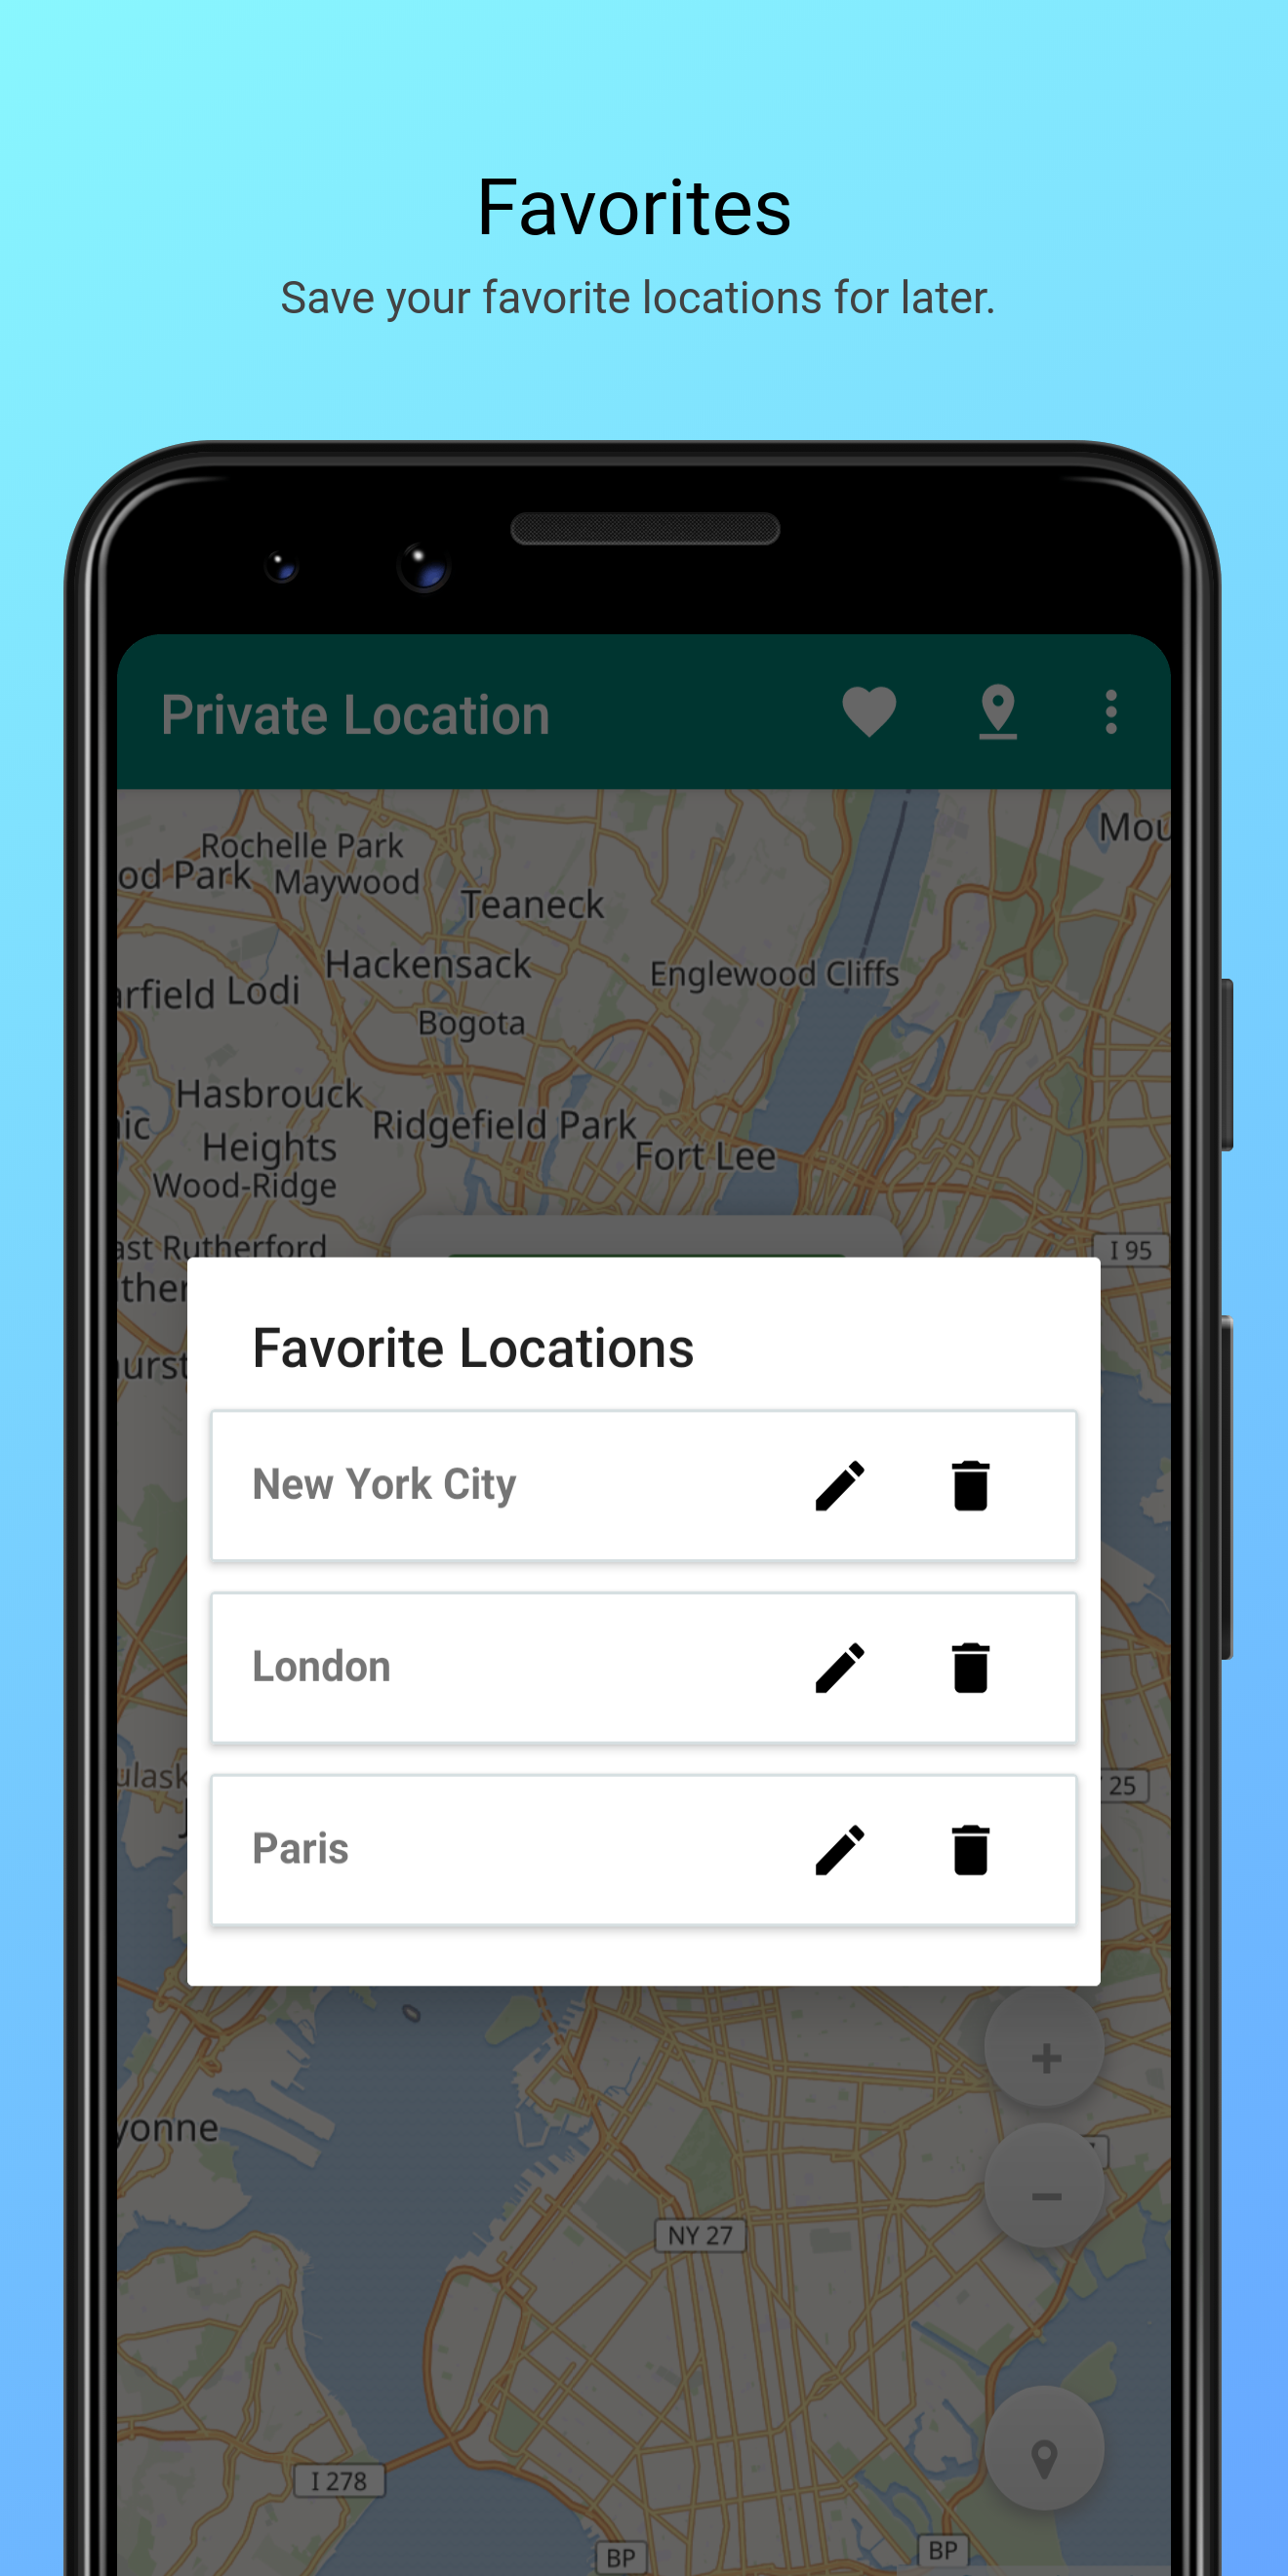 Favorites
Save your favorite locations for later.
Private Location
Mou
Rochelle Park
od Park
Maywood
Teaneck
Hackensack
Englewood Cliffs
arfield
Lodi
Bogota
Hasbrouck
Heights
ic
Ridgefield Park
Fort Lee
Wood-Ridge
ast Rutherford
I 95
ther
urst
Favorite Locations
New York City
London
ulask
25
Paris
yonne
+
−
NY 27
I 278
BP
BP